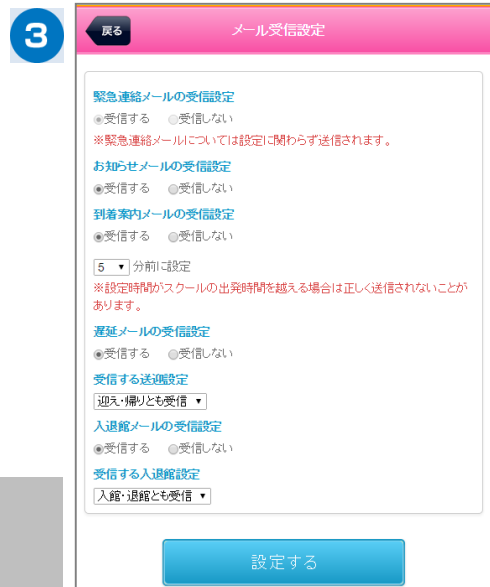 3
戻る
メール受信設定
緊急連絡メールの受信設定
受信する 受信しない
※緊急連絡メールについては設定に関わらず送信されます。
お知らせメールの受信設定
受信する 受信しない
到着案内メールの受信設定
受信する 受信しない
5 分前に設定
※設定時間がスクールの出発時間を越える場合は正しく送信されないことが
あります。
遅延メールの受信設定
受信する 受信しない
受信する送迎設定
迎え・帰りとも受信
入退館メールの受信設定
受信する 受信しない
受信する入退館設定
入館・退館とも受信
設定する